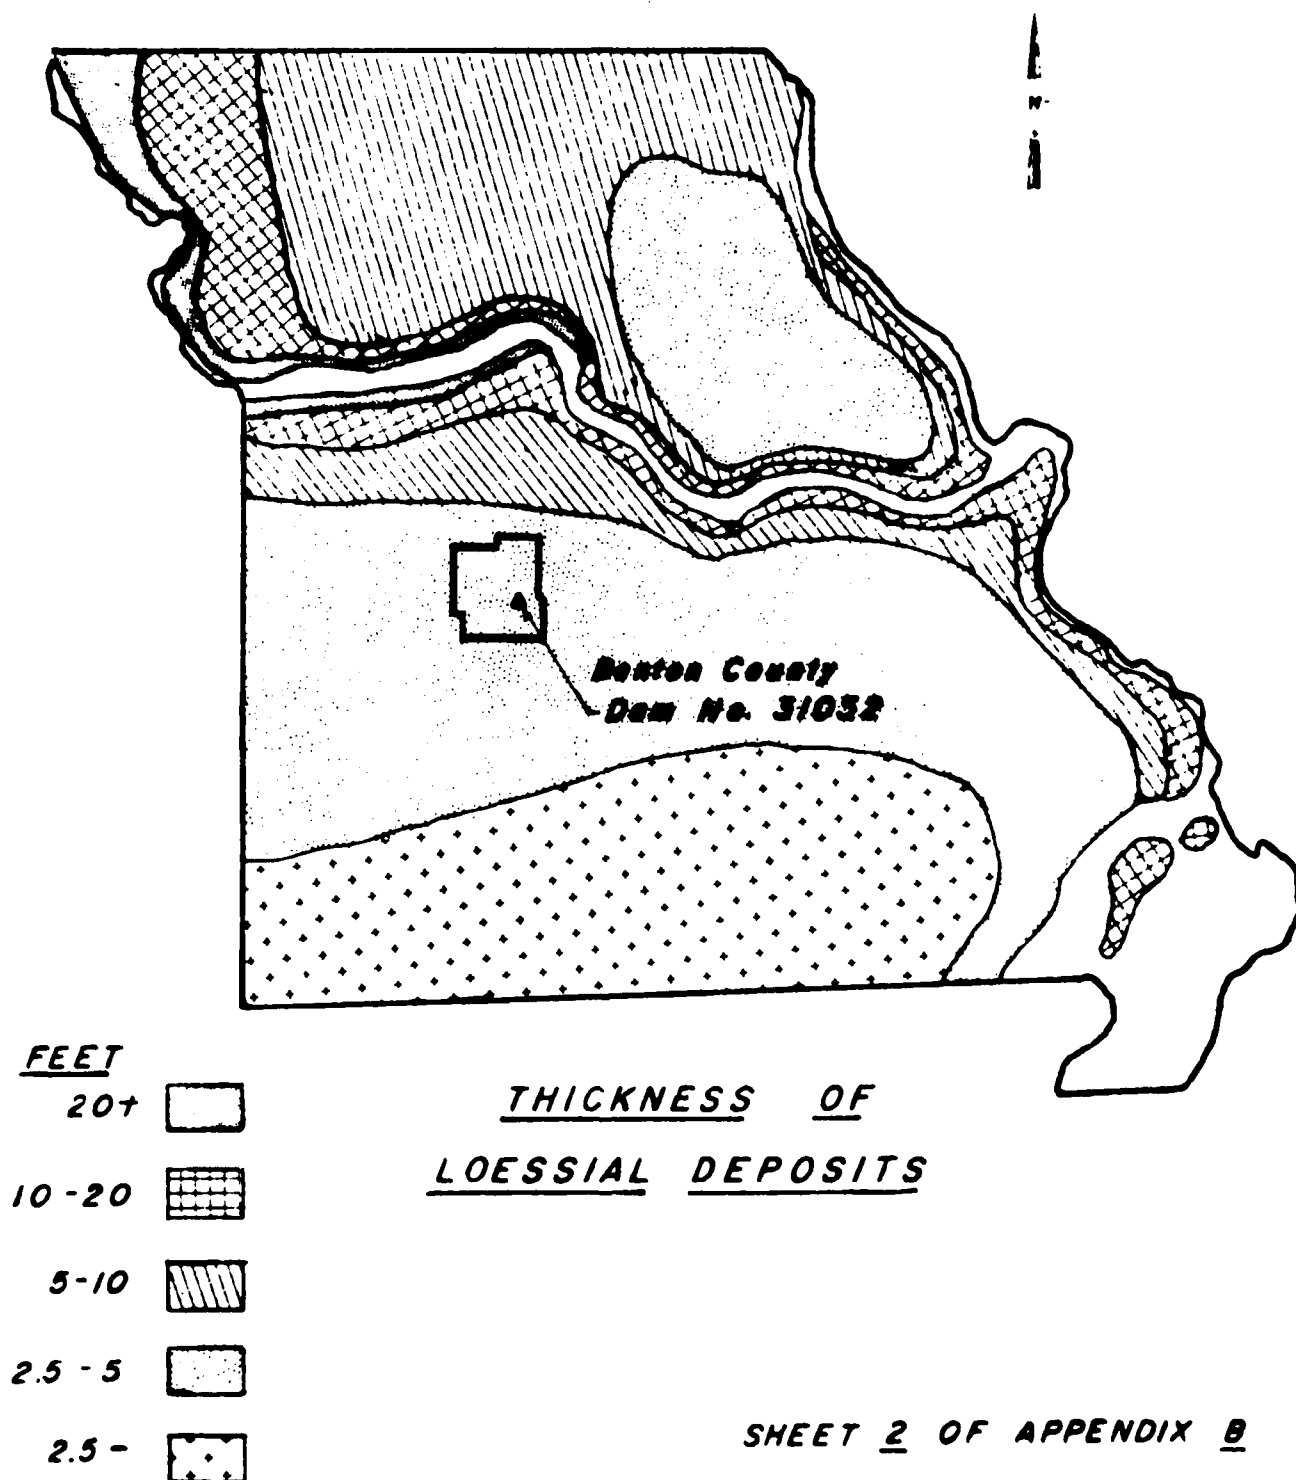 N
Benton County
Dam No. 31032
FEET
20+
10-20
5-10
2.5 - 5
2.5 -
THICKNESS OF
LOESSIAL DEPOSITS
SHEET 2 OF APPENDIX B